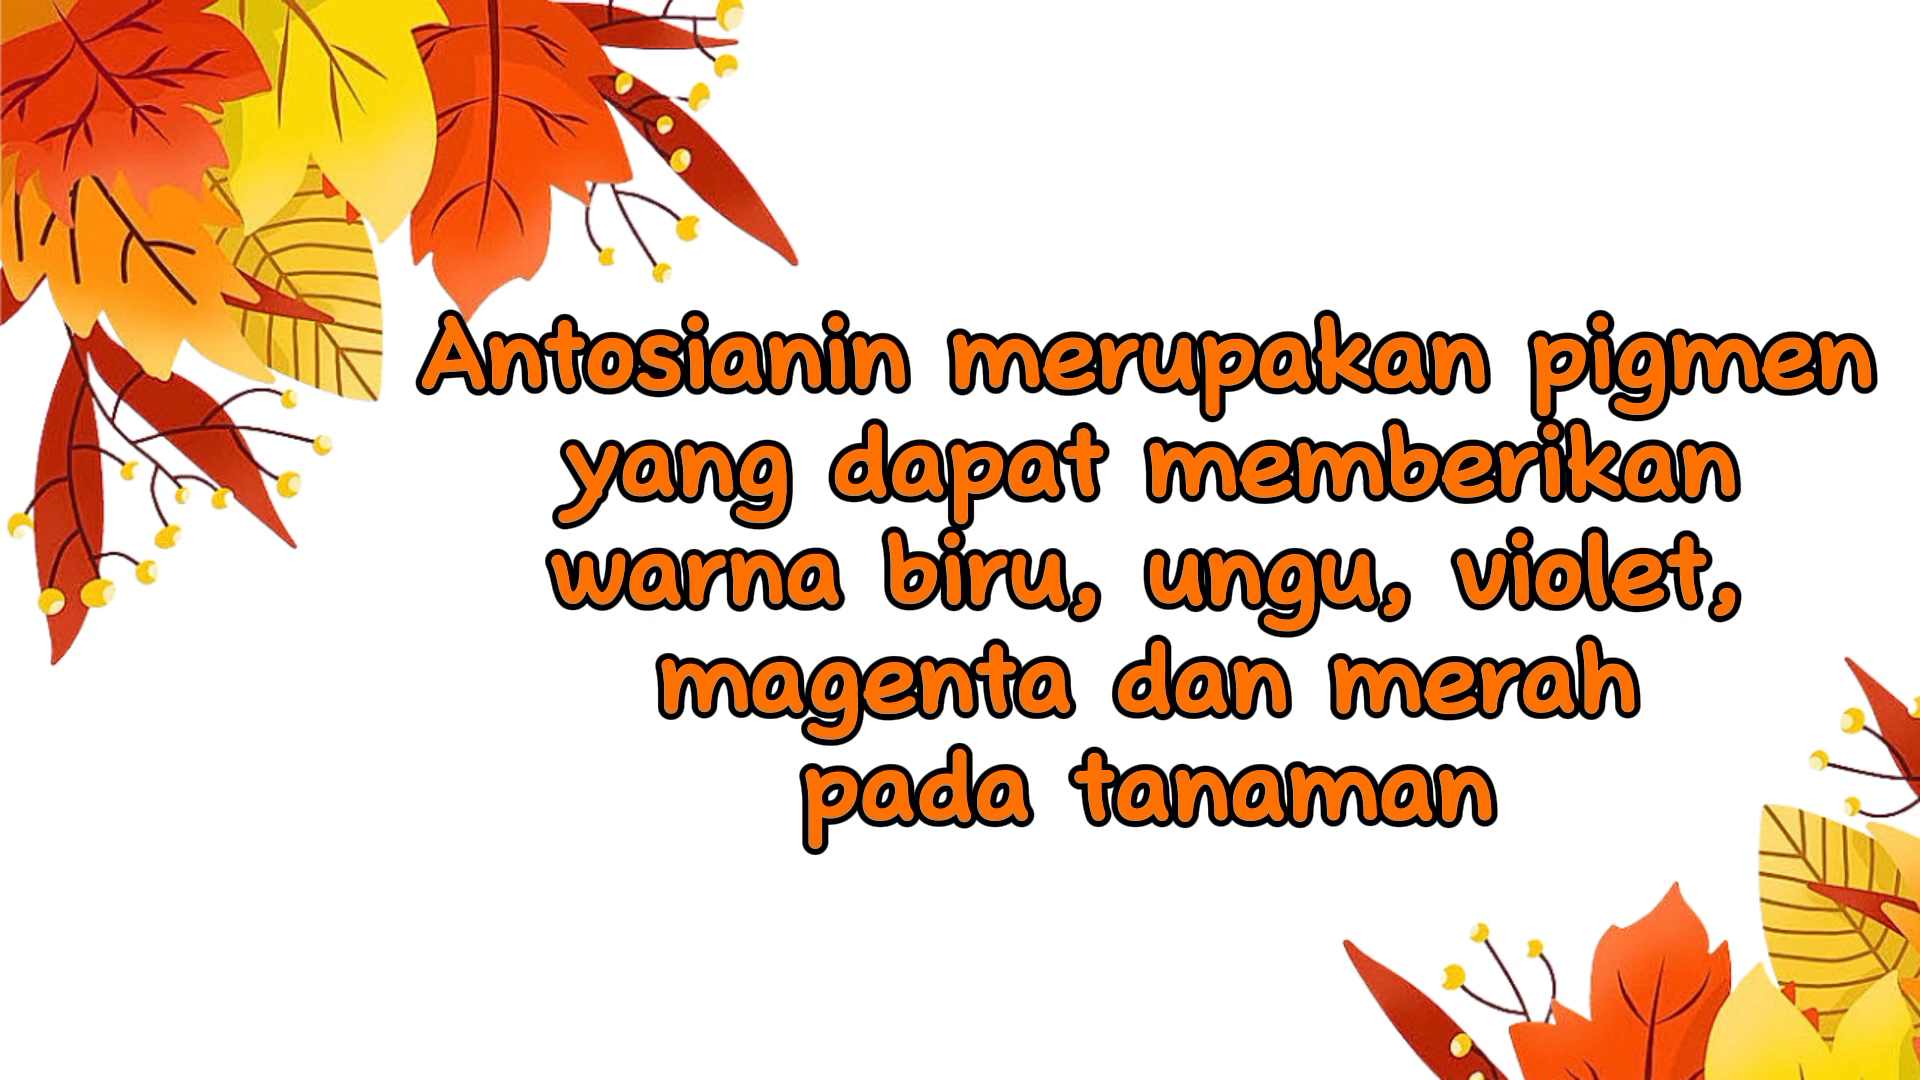 Antosianin merupakan pigmen
yang dapat memberikan
warna biru, ungu, violet,
magenta dan merah
pada tanaman